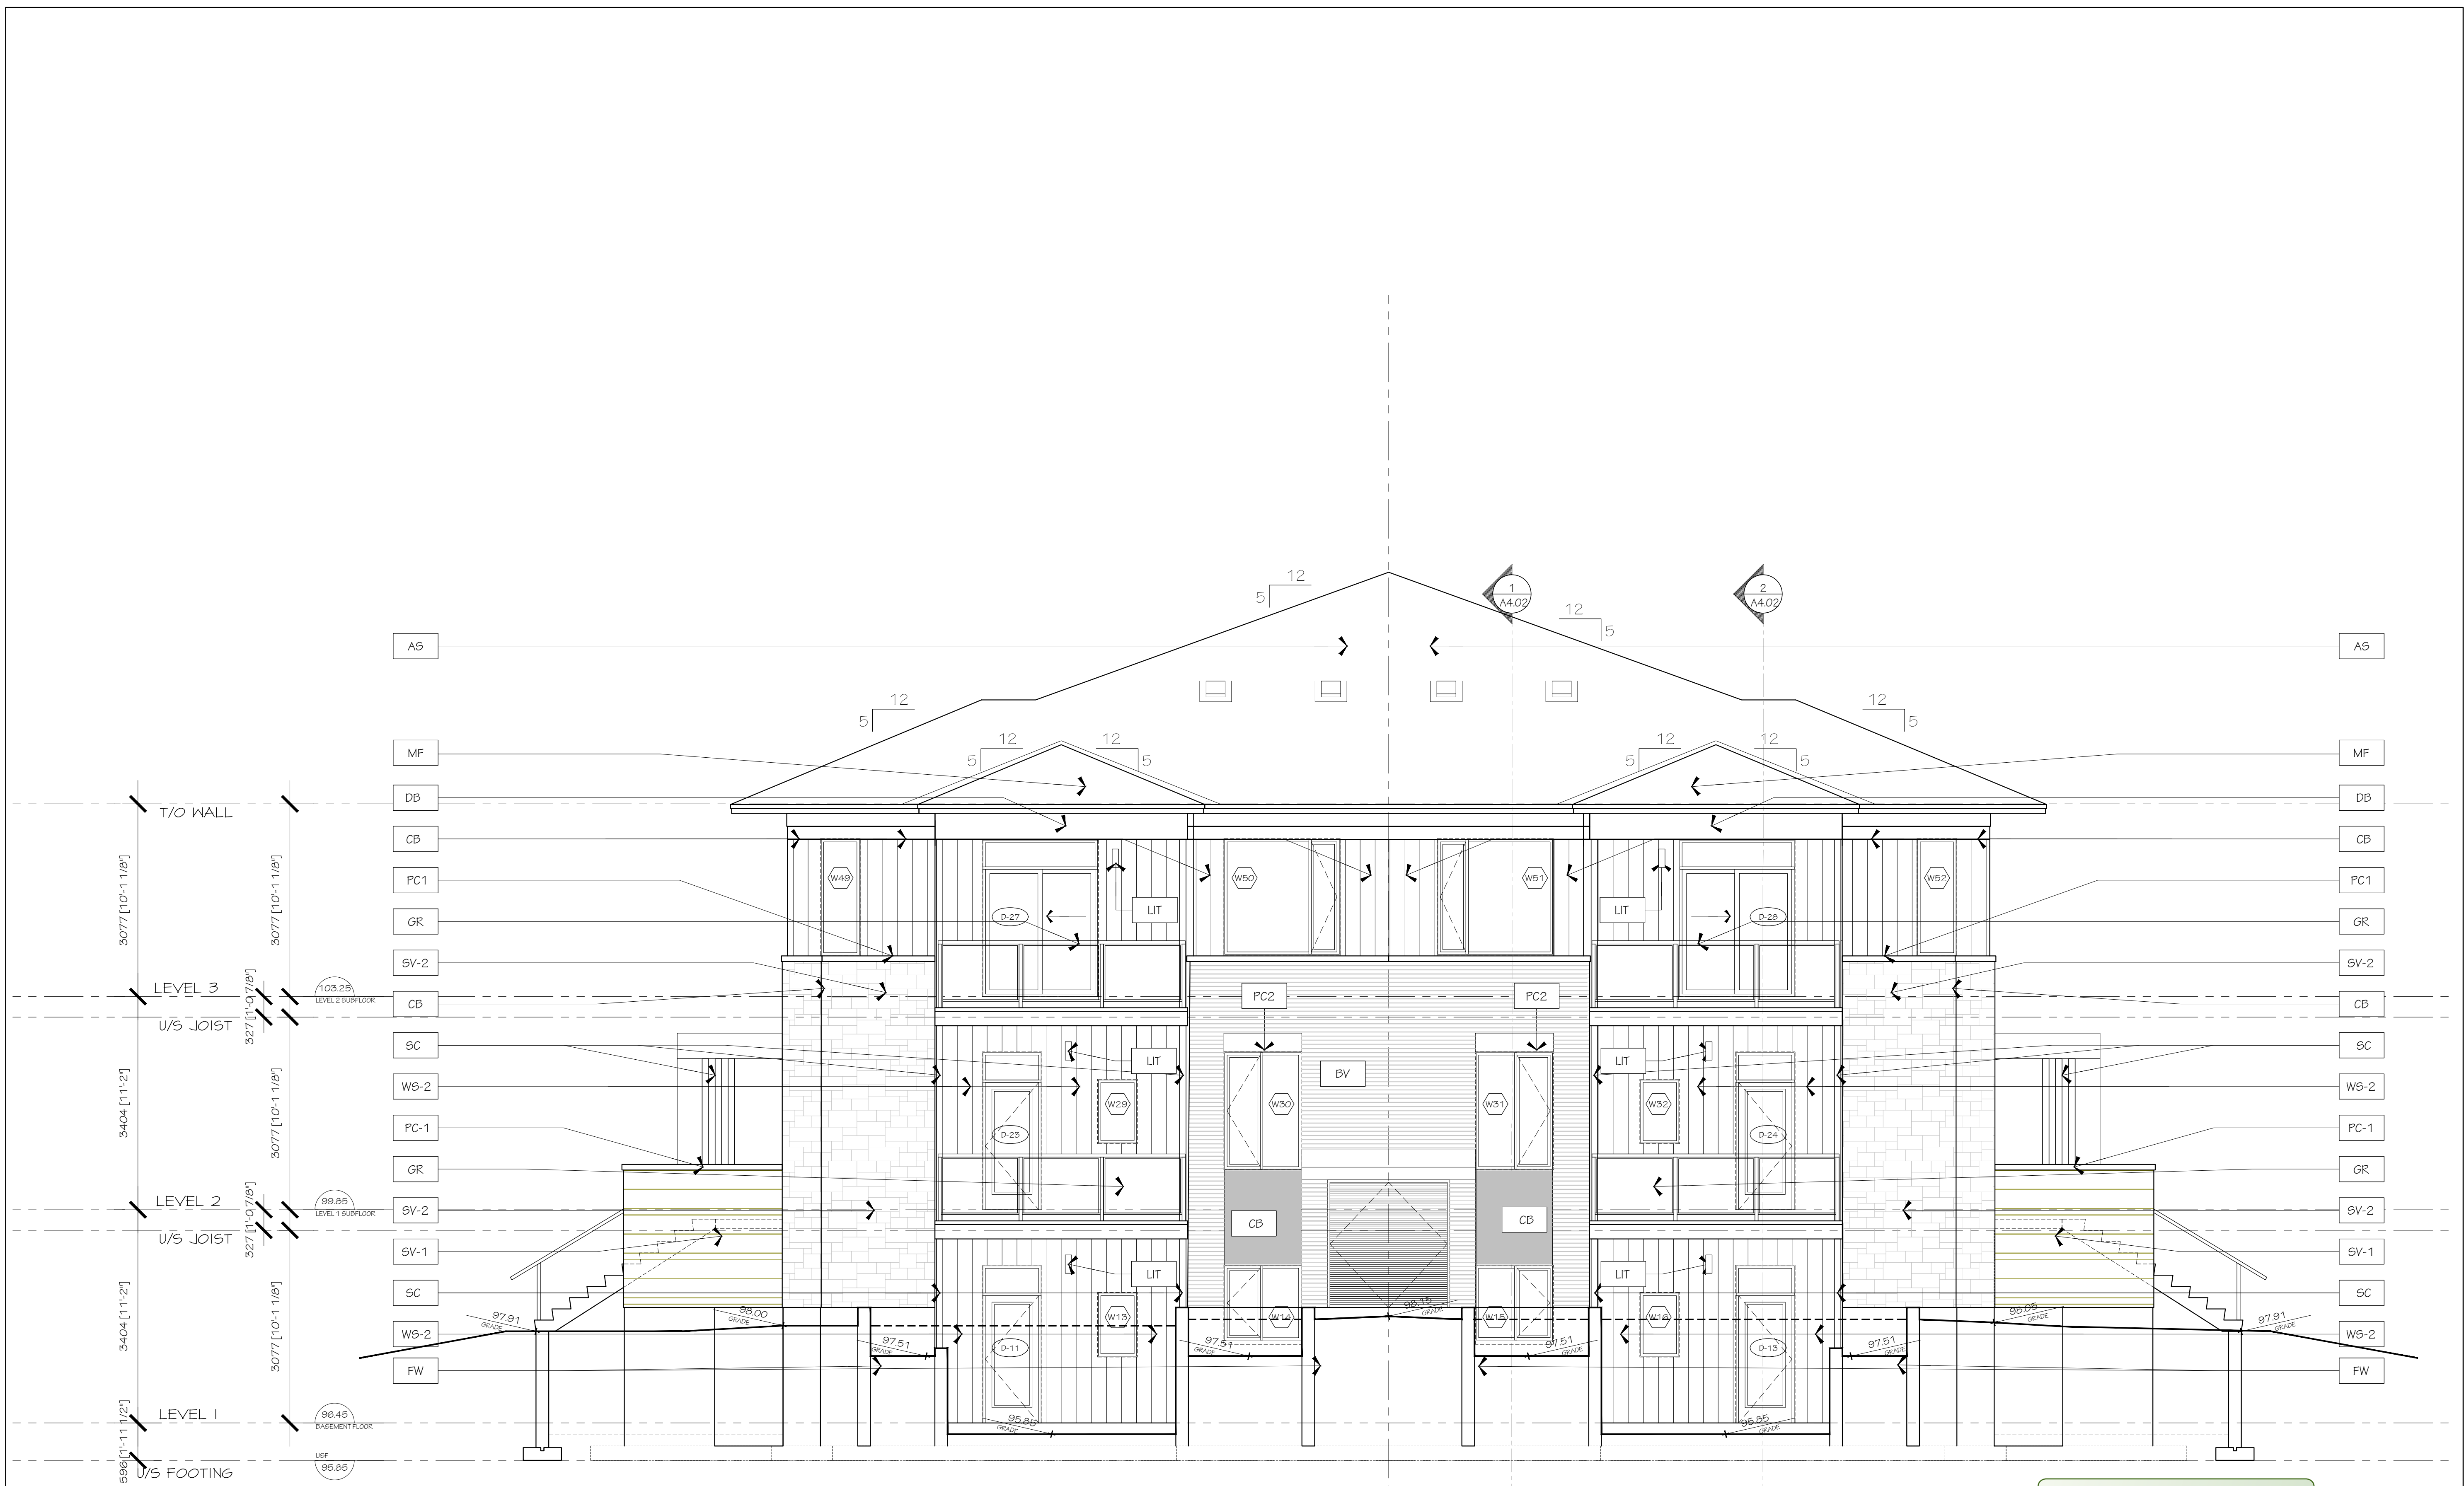 12
5
1
A4.02
2
A4.02
12
5
AS
AS
12
5
12
5
12
5
12
5
12
5
12
5
MF
MF
DB
DB
T/O WALL
CB
CB
W49
W50
W51
W52
PC1
PC1
3077 [10'-1 1/8"]
3077 [10'-1 1/8"]
LIT
LIT
D-27
D-28
GR
GR
SV-2
SV-2
LEVEL 3
103.25
LEVEL 2 SUBFLOOR
PC2
PC2
CB
CB
327 [1'-0 7/8"]
U/S JOIST
SC
SC
LIT
LIT
BV
WS-2
WS-2
W29
W30
W31
W32
3404 [11'-2"]
3077 [10'-1 1/8"]
PC-1
PC-1
D-23
D-24
GR
GR
LEVEL 2
99.85
LEVEL 1 SUBFLOOR
SV-2
SV-2
CB
CB
327 [1'-0 7/8"]
U/S JOIST
SV-1
SV-1
LIT
LIT
SC
SC
97.91
GRADE
98.00
GRADE
98.15
GRADE
98.05
GRADE
97.91
GRADE
W13
W14
W15
W16
3404 [11'-2"]
3077 [10'-1 1/8"]
WS-2
WS-2
97.51
GRADE
97.51
GRADE
97.51
GRADE
97.51
GRADE
D-11
D-13
FW
FW
LEVEL 1
96.45
BASEMENT FLOOR
95.85
GRADE
95.85
GRADE
596 [1'-11 1/2"]
USF
95.85
U/S FOOTING